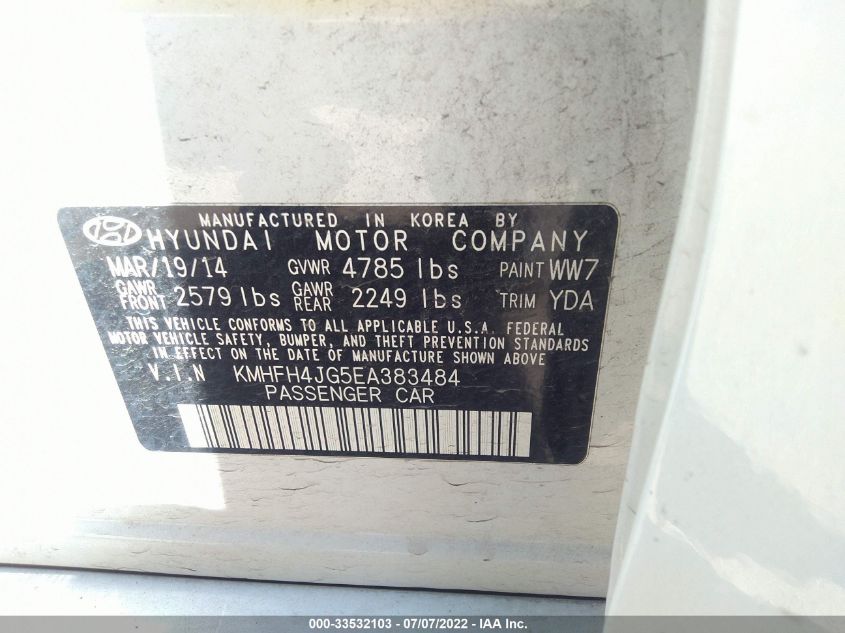 MANUFACTURED IN KOREA BY
HYUNDAI MOTOR COMPANY
MAR/19/14 GVWR 4785 lbs PAINT WW7
GAWR FRONT 2579 lbs GAWR REAR 2249 lbs TRIM YDA
THIS VEHICLE CONFORMS TO ALL APPLICABLE U.S.A. FEDERAL
MOTOR VEHICLE SAFETY, BUMPER, AND THEFT PREVENTION STANDARDS
IN EFFECT ON THE DATE OF MANUFACTURE SHOWN ABOVE.
V.I.N KMHFH4JG5EA383484
PASSENGER CAR
000-33532103 - 07/07/2022 - IAA Inc.